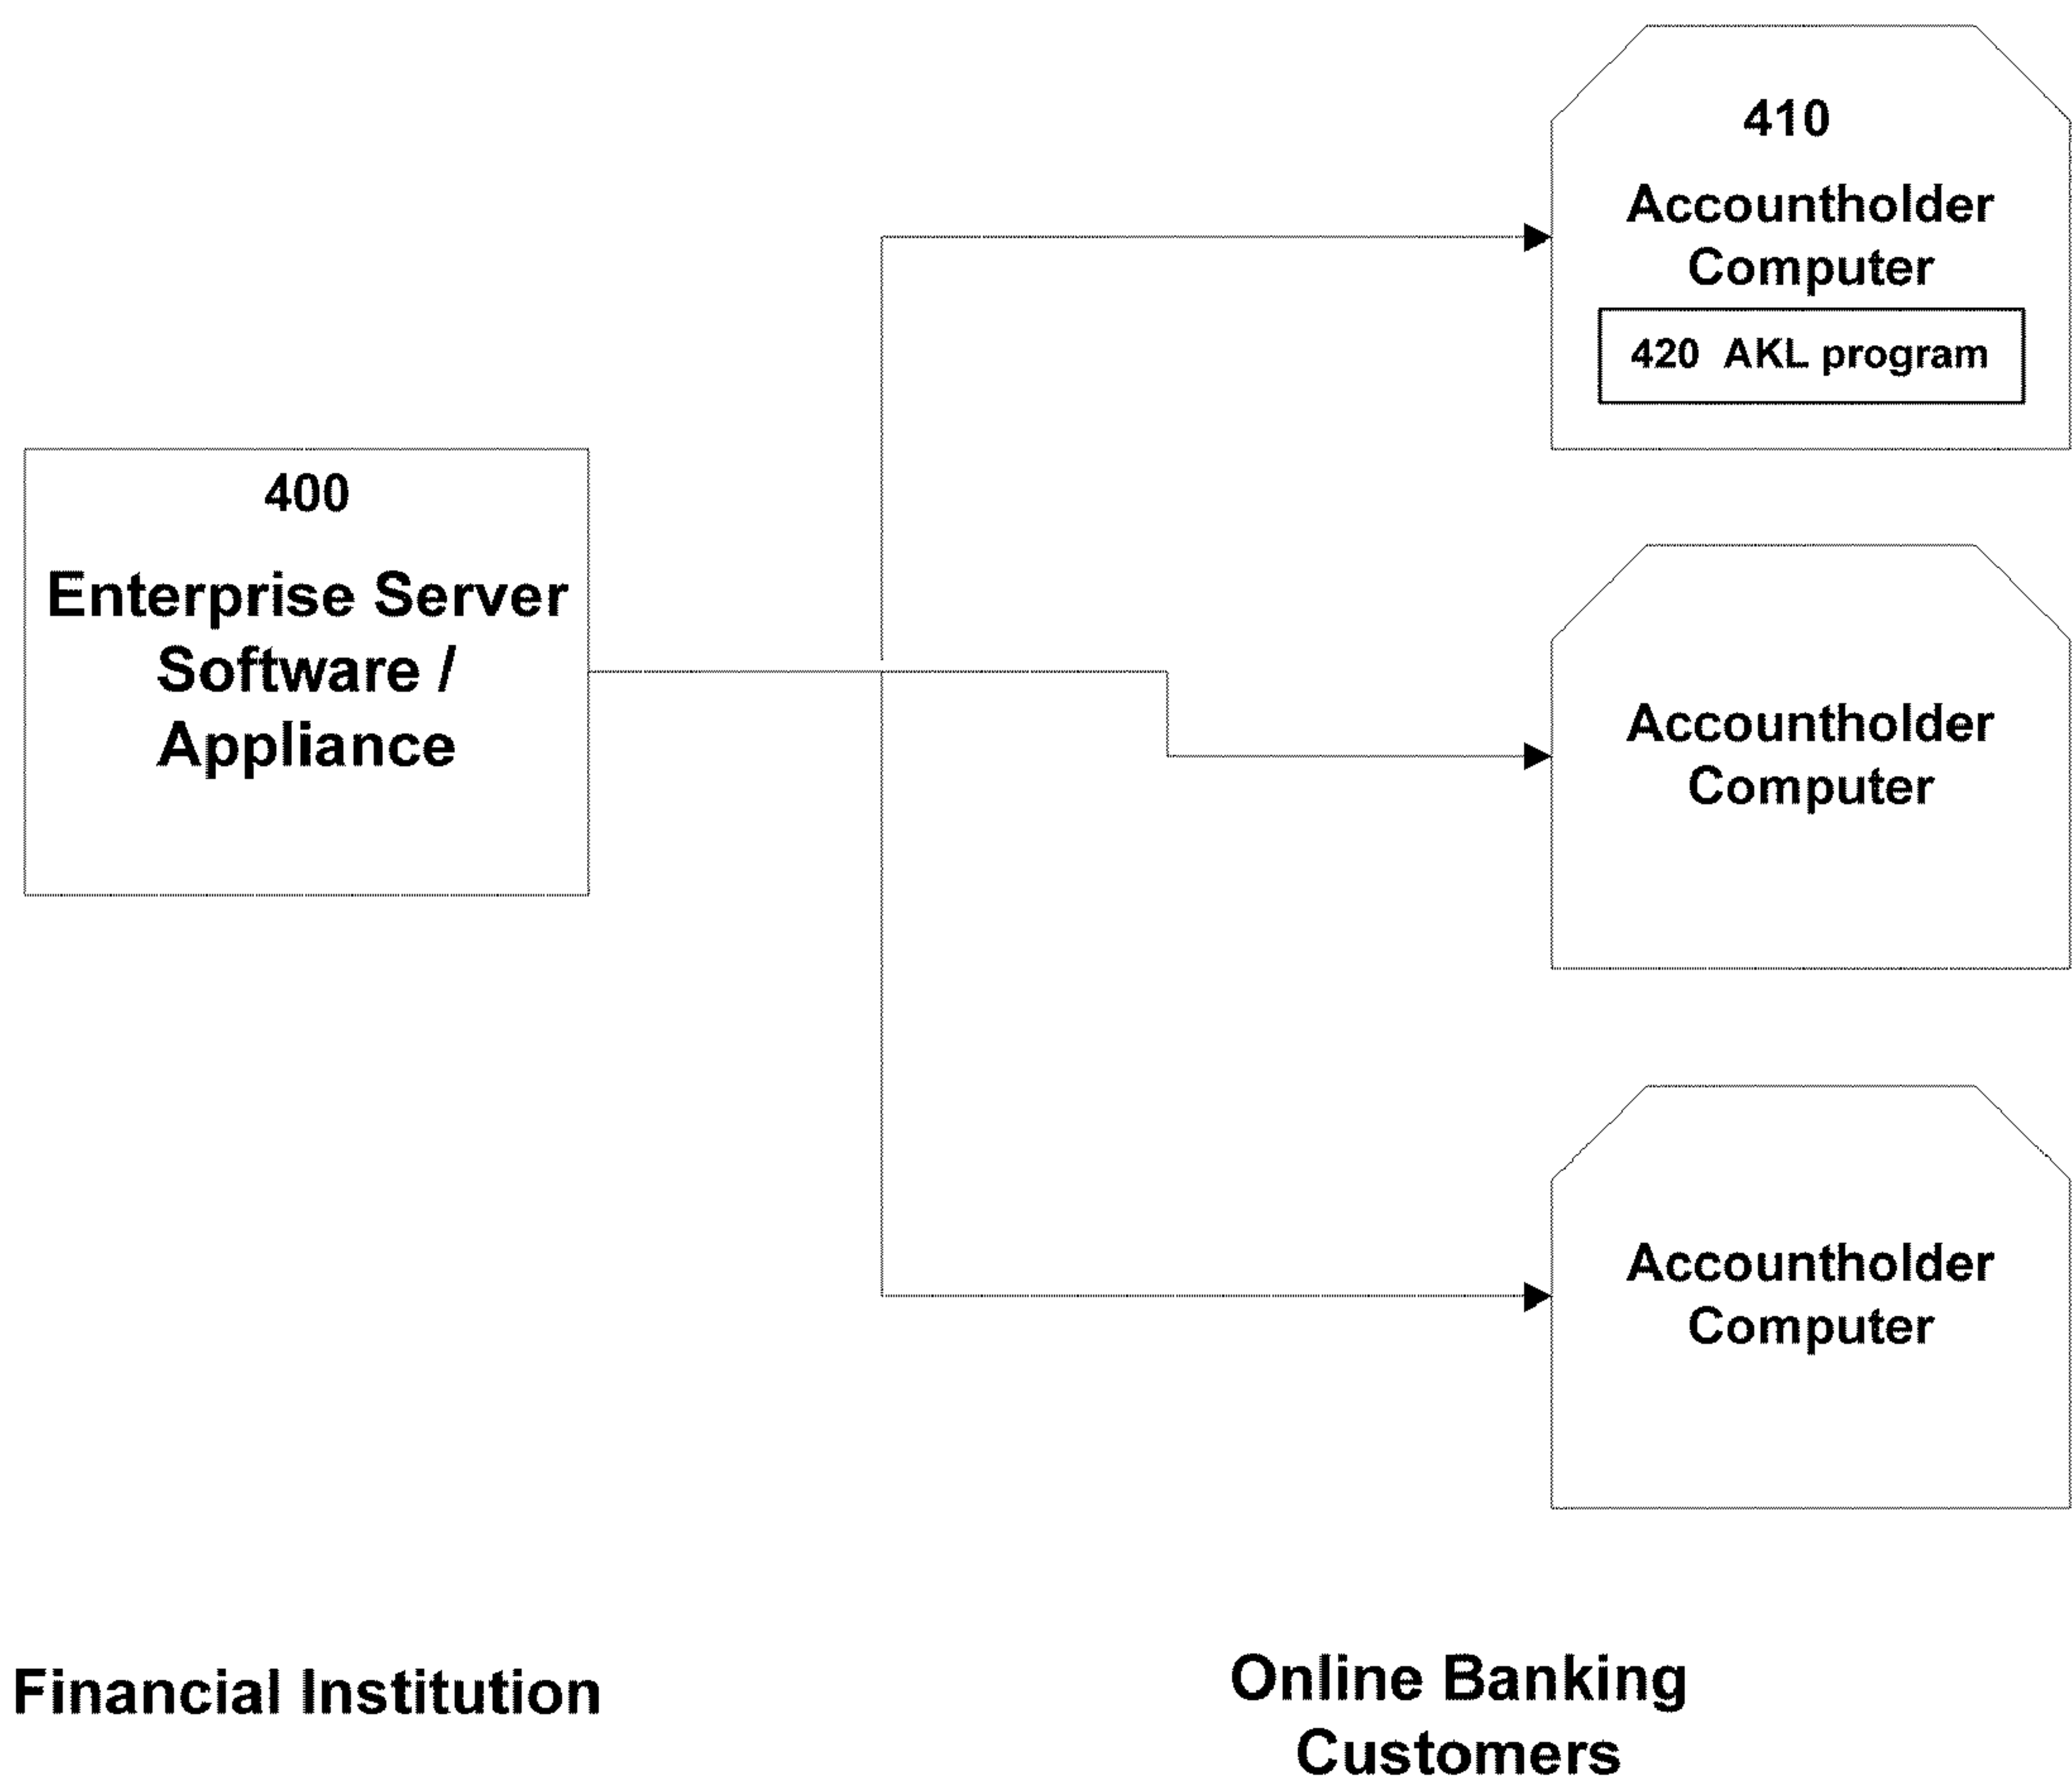 410
Accountholder
Computer
420 AKL program
400
Enterprise Server
Software /
Appliance
Accountholder
Computer
Accountholder
Computer
Financial Institution
Online Banking
Customers